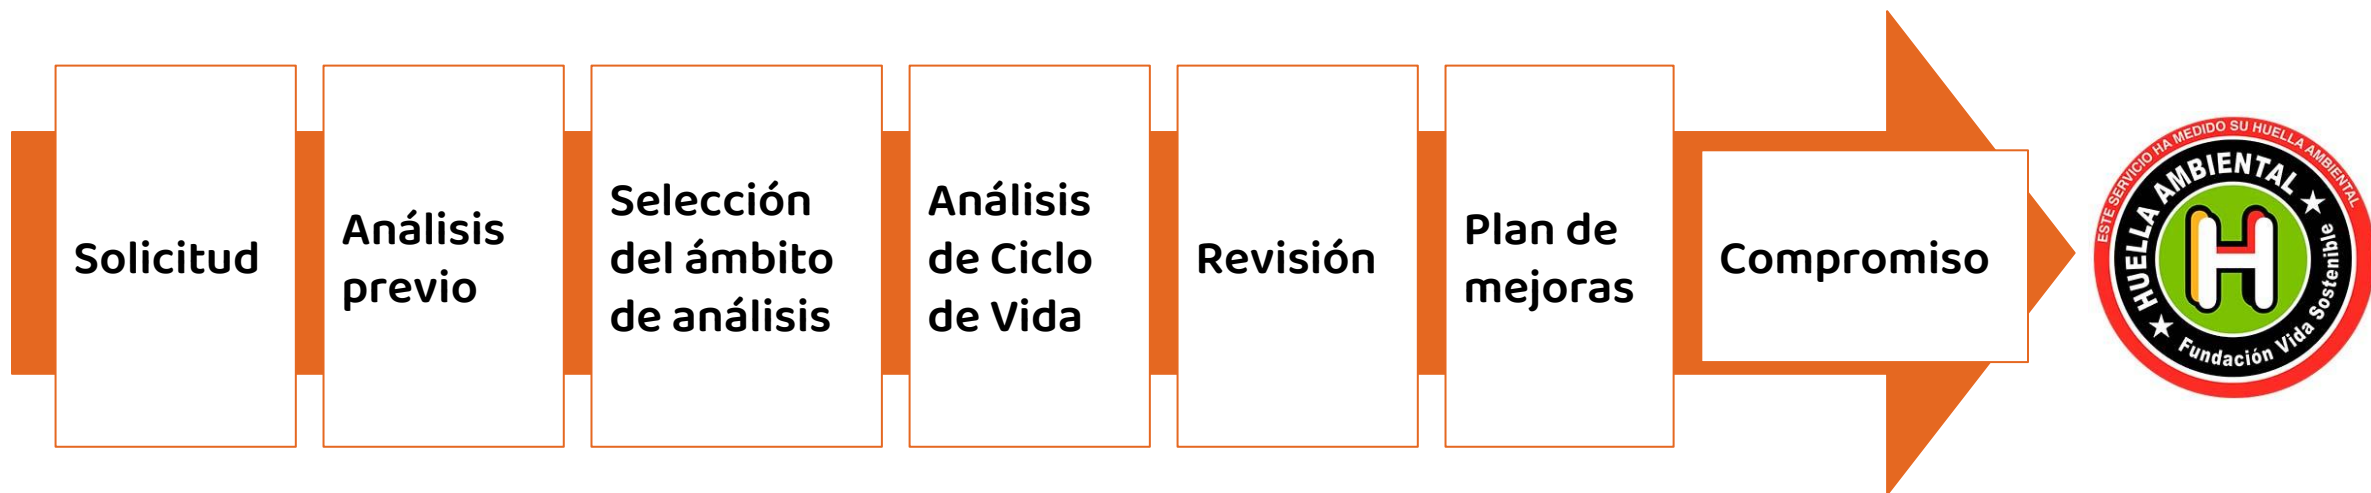 Solicitud
Análisis
previo
Selección
del ámbito
de análisis
Análisis
de Ciclo
de Vida
Revisión
Plan de
mejoras
Compromiso
ESTE SERVICIO HA MEDIDO SU HUELLA AMBIENTAL
HUELLA AMBIENTAL
H
Fundación Vida Sostenible